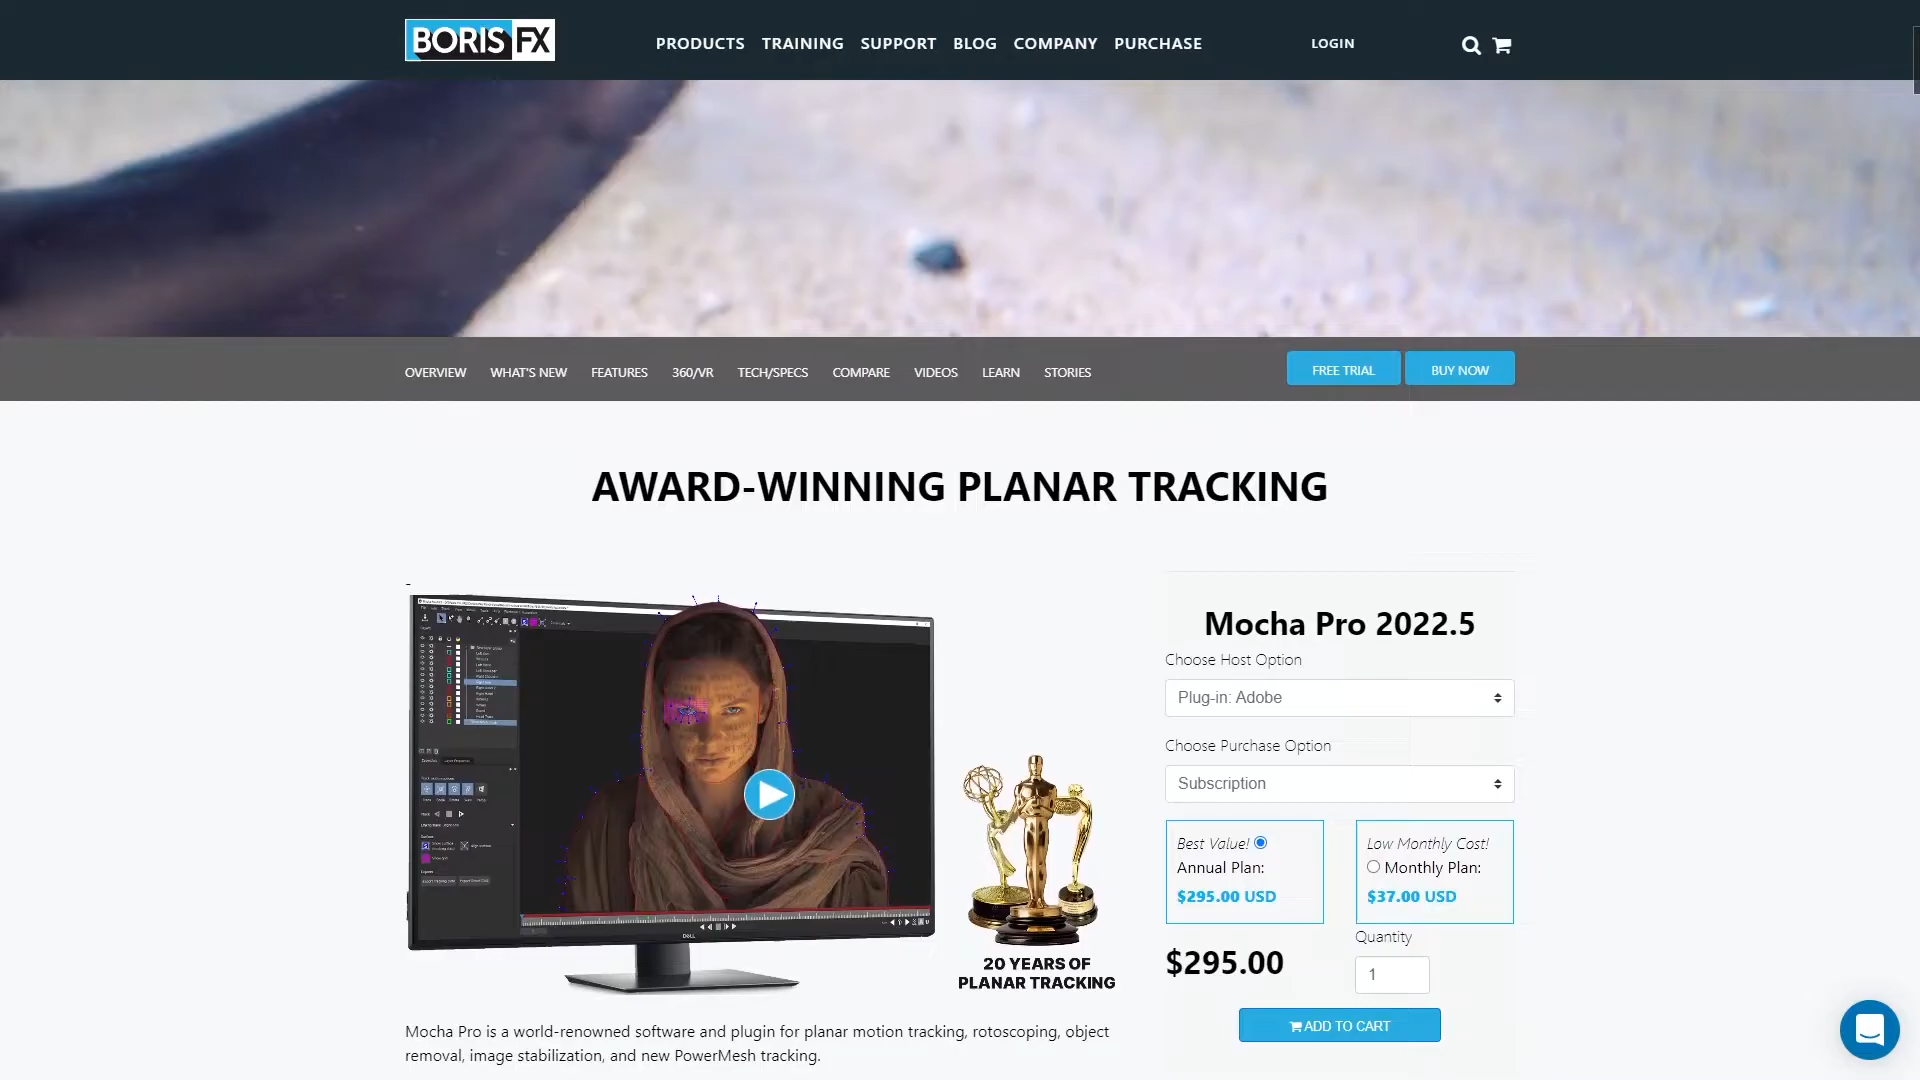 BORIS FX
PRODUCTS TRAINING SUPPORT BLOG COMPANY PURCHASE LOGIN
OVERVIEW WHAT'S NEW FEATURES 360/VR TECH/SPECS COMPARE VIDEOS LEARN STORIES FREE TRIAL BUY NOW
AWARD-WINNING PLANAR TRACKING
-
DELL
20 YEARS OF
PLANAR TRACKING
Mocha Pro is a world-renowned software and plugin for planar motion tracking, rotoscoping, object
removal, image stabilization, and new PowerMesh tracking.
Mocha Pro 2022.5
Choose Host Option
Plug-in: Adobe
Choose Purchase Option
Subscription
Best Value!
Annual Plan:
$295.00 USD
Low Monthly Cost!
Monthly Plan:
$37.00 USD
$295.00
Quantity
1
ADD TO CART